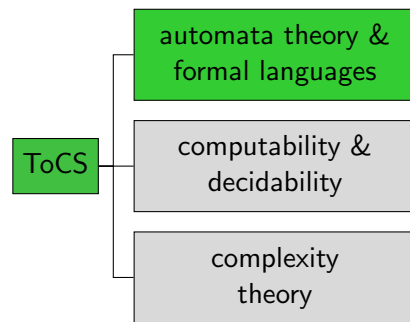 automata theory &
formal languages
ToCS
computability &
decidability
complexity
theory